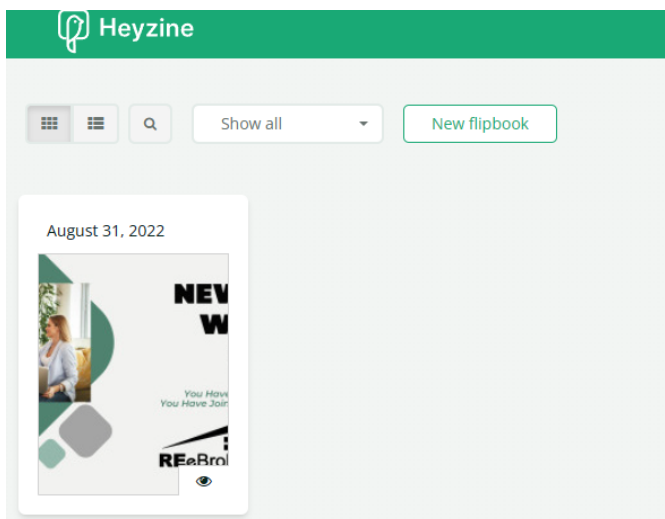 Heyzine
Show all
New flipbook
August 31, 2022
NEW
W
You Have
You Have Join
REeBrok